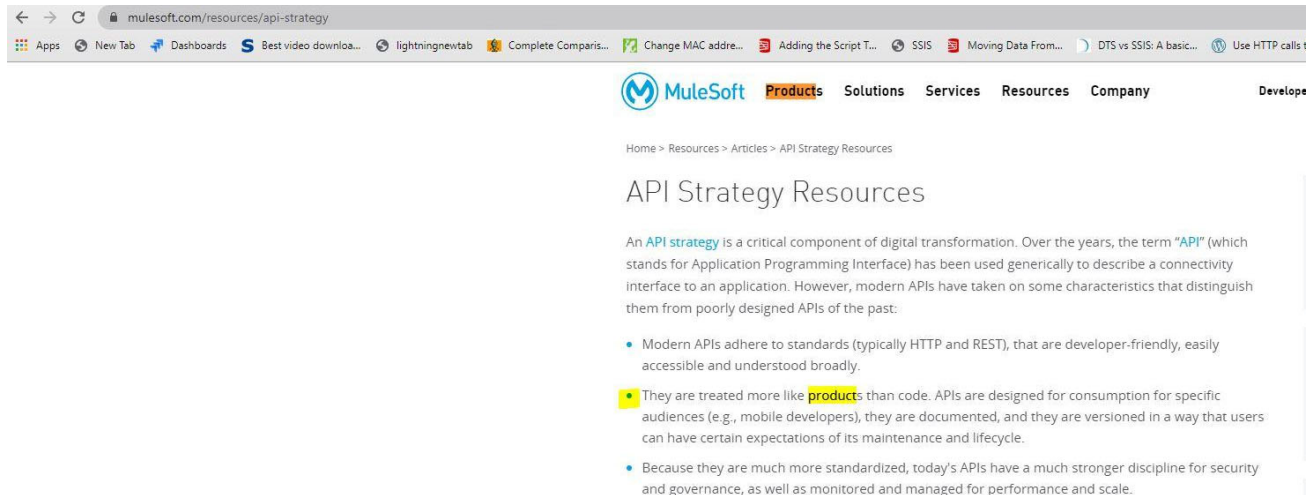 mulesoft.com/resources/api-strategy
Apps New Tab Dashboards Best video downloa... lightningnewtab Complete Comparis... Change MAC addre... Adding the Script T... SSIS Moving Data From... DTS vs SSIS: A basic... Use HTTP calls t
MuleSoft Products Solutions Services Resources Company Develope
Home > Resources > Articles > API Strategy Resources
API Strategy Resources
An API strategy is a critical component of digital transformation. Over the years, the term “API” (which
stands for Application Programming Interface) has been used generically to describe a connectivity
interface to an application. However, modern APIs have taken on some characteristics that distinguish
them from poorly designed APIs of the past:
• Modern APIs adhere to standards (typically HTTP and REST), that are developer-friendly, easily
accessible and understood broadly.
• They are treated more like products than code. APIs are designed for consumption for specific
audiences (e.g., mobile developers), they are documented, and they are versioned in a way that users
can have certain expectations of its maintenance and lifecycle.
• Because they are much more standardized, today's APIs have a much stronger discipline for security
and governance, as well as monitored and managed for performance and scale.